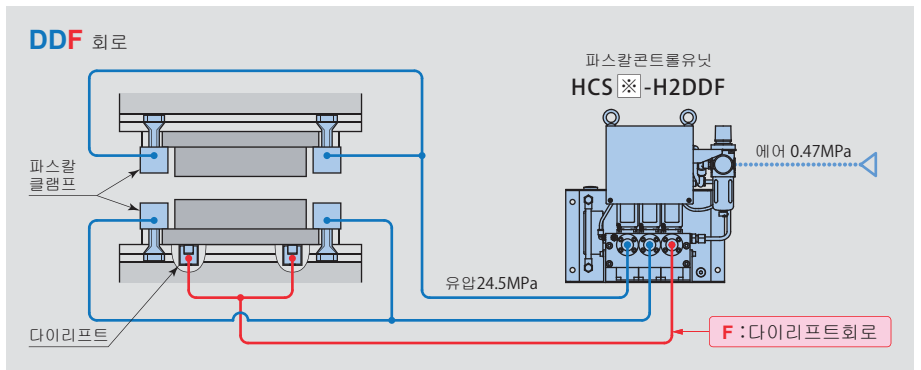 DDF 회로
파스칼콘트롤유닛
HCS※-H2DDF
에어 0.47MPa
파스칼
클램프
유압24.5MPa
다이리프트
F :다이리프트회로